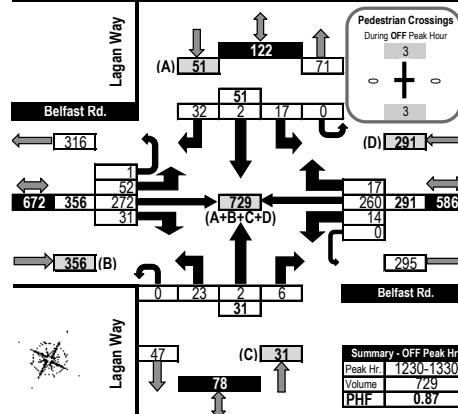 Lagan Way
Pedestrian Crossings
During OFF Peak Hour
3
0 0
3
122
(A) 51 71
51
32 2 17 0
Belfast Rd.
316
(D) 291
1
52
672 356 272
31
729
(A+B+C+D)
17
260 291 586
14
0
356 (B)
295
0 23 2 6
31
Belfast Rd.
Lagan Way
47
(C) 31
78
Summary - OFF Peak Hr
Peak Hr. 1230-1330
Volume 729
PHF 0.87